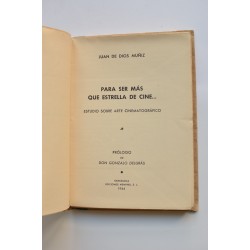 JUAN DE DIOS MUÑIZ
PARA SER MÁS
QUE ESTRELLA DE CINE...
ESTUDIO SOBRE ARTE CINEMATOGRÁFICO
PRÓLOGO
DE
DON GONZALO DELGRÁS